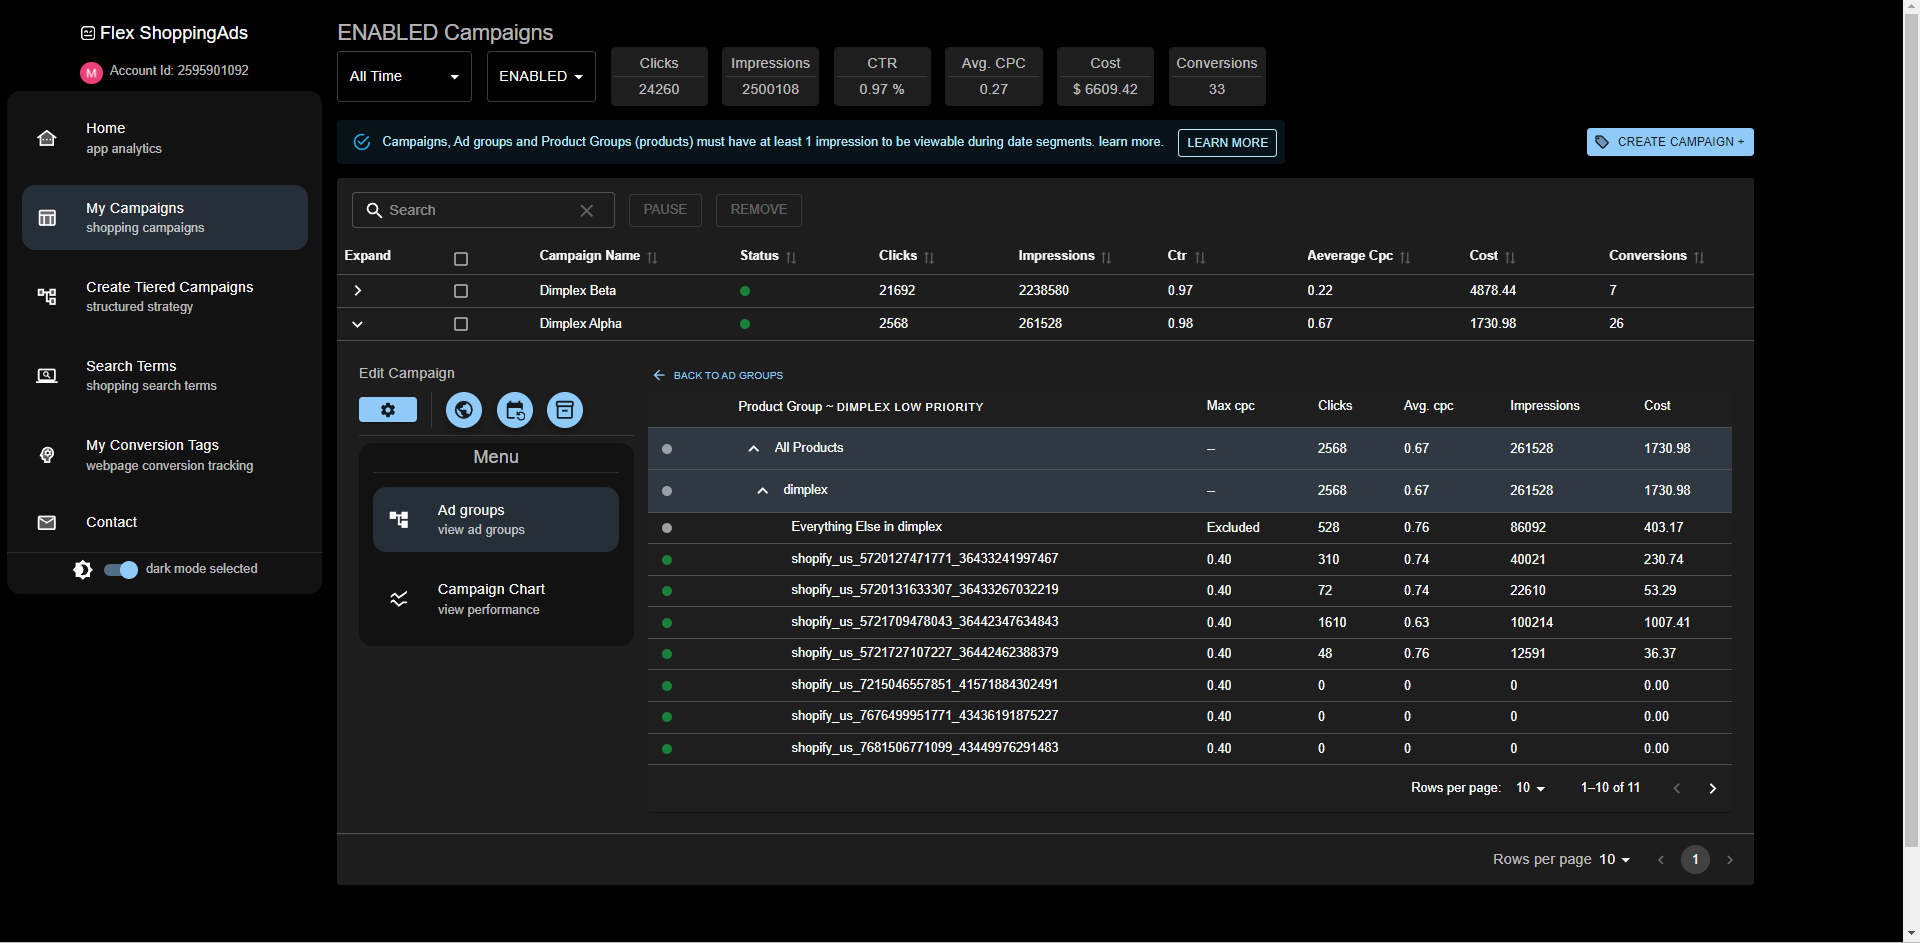 Flex ShoppingAds
M
Account Id: 2595901092
Home
app analytics
My Campaigns
shopping campaigns
Create Tiered Campaigns
structured strategy
Search Terms
shopping search terms
My Conversion Tags
webpage conversion tracking
Contact
dark mode selected
ENABLED Campaigns
All Time
ENABLED
Clicks
24260
Impressions
2500108
CTR
0.97 %
Avg. CPC
0.27
Cost
$ 6609.42
Conversions
33
Campaigns, Ad groups and Product Groups (products) must have at least 1 impression to be viewable during date segments. learn more.
LEARN MORE
CREATE CAMPAIGN +
Search
PAUSE
REMOVE
Expand Campaign Name Status Clicks Impressions Ctr Aeverage Cpc Cost Conversions
Dimplex Beta 21692 2238580 0.97 0.22 4878.44 7
Dimplex Alpha 2568 261528 0.98 0.67 1730.98 26
Edit Campaign
Menu
Ad groups
view ad groups
Campaign Chart
view performance
BACK TO AD GROUPS
Product Group ~ DIMPLEX LOW PRIORITY Max cpc Clicks Avg. cpc Impressions Cost
All Products -- 2568 0.67 261528 1730.98
dimplex -- 2568 0.67 261528 1730.98
Everything Else in dimplex Excluded 528 0.76 86092 403.17
shopify_us_5720127471771_36433241997467 0.40 310 0.74 40021 230.74
shopify_us_5720131633307_36433267032219 0.40 72 0.74 22610 53.29
shopify_us_5721709478043_36442347634843 0.40 1610 0.63 100214 1007.41
shopify_us_5721727107227_36442462388379 0.40 48 0.76 12591 36.37
shopify_us_7215046557851_41571884302491 0.40 0 0 0 0.00
shopify_us_7676499951771_43436191875227 0.40 0 0 0 0.00
shopify_us_7681506771099_43449976291483 0.40 0 0 0 0.00
Rows per page: 10 1–10 of 11
Rows per page 10 1